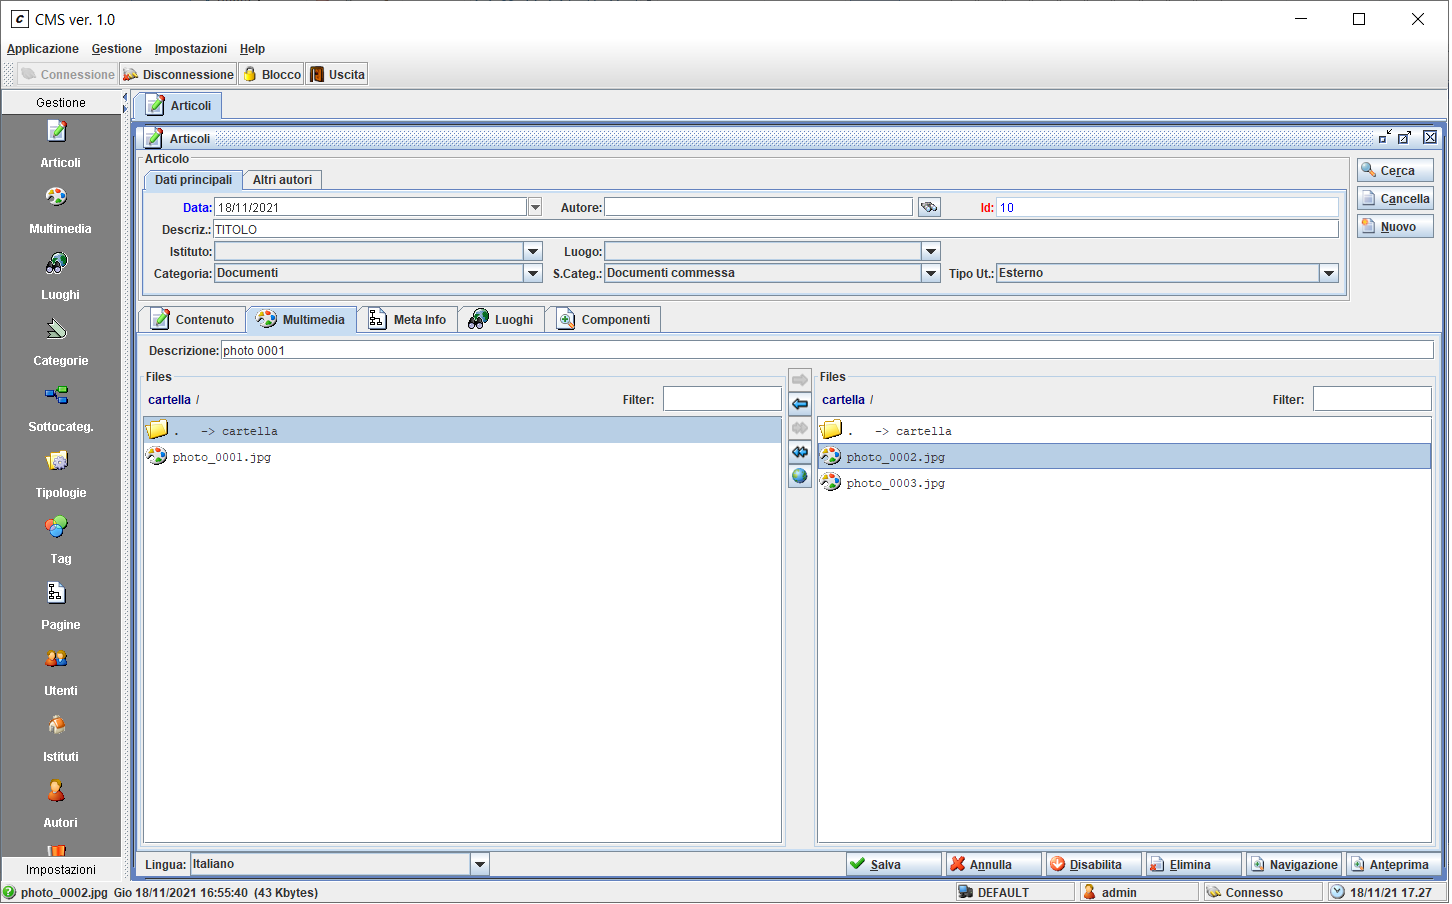 CMS ver. 1.0
Applicazione Gestione Impostazioni Help
Connessione Disconnessione Blocco Uscita
Gestione
Articoli
Multimedia
Luoghi
Categorie
Sottocateg.
Tipologie
Tag
Pagine
Utenti
Istituti
Autori
Impostazioni
Articoli
Articoli
Articolo
Dati principali Altri autori
Data: 18/11/2021 Autore: Id: 10
Descriz.: TITOLO
Istituto: Luogo:
Categoria: Documenti S.Categ.: Documenti commessa Tipo Ut.: Esterno
Cerca
Cancella
Nuovo
Contenuto Multimedia Meta Info Luoghi Componenti
Descrizione: photo 0001
Files
cartella / Filter:
. -> cartella
photo_0001.jpg
Files
cartella / Filter:
. -> cartella
photo_0002.jpg
photo_0003.jpg
Lingua: Italiano Salva Annulla Disabilita Elimina Navigazione Anteprima
photo_0002.jpg Gio 18/11/2021 16:55:40 (43 Kbytes) DEFAULT admin Connesso 18/11/21 17.27